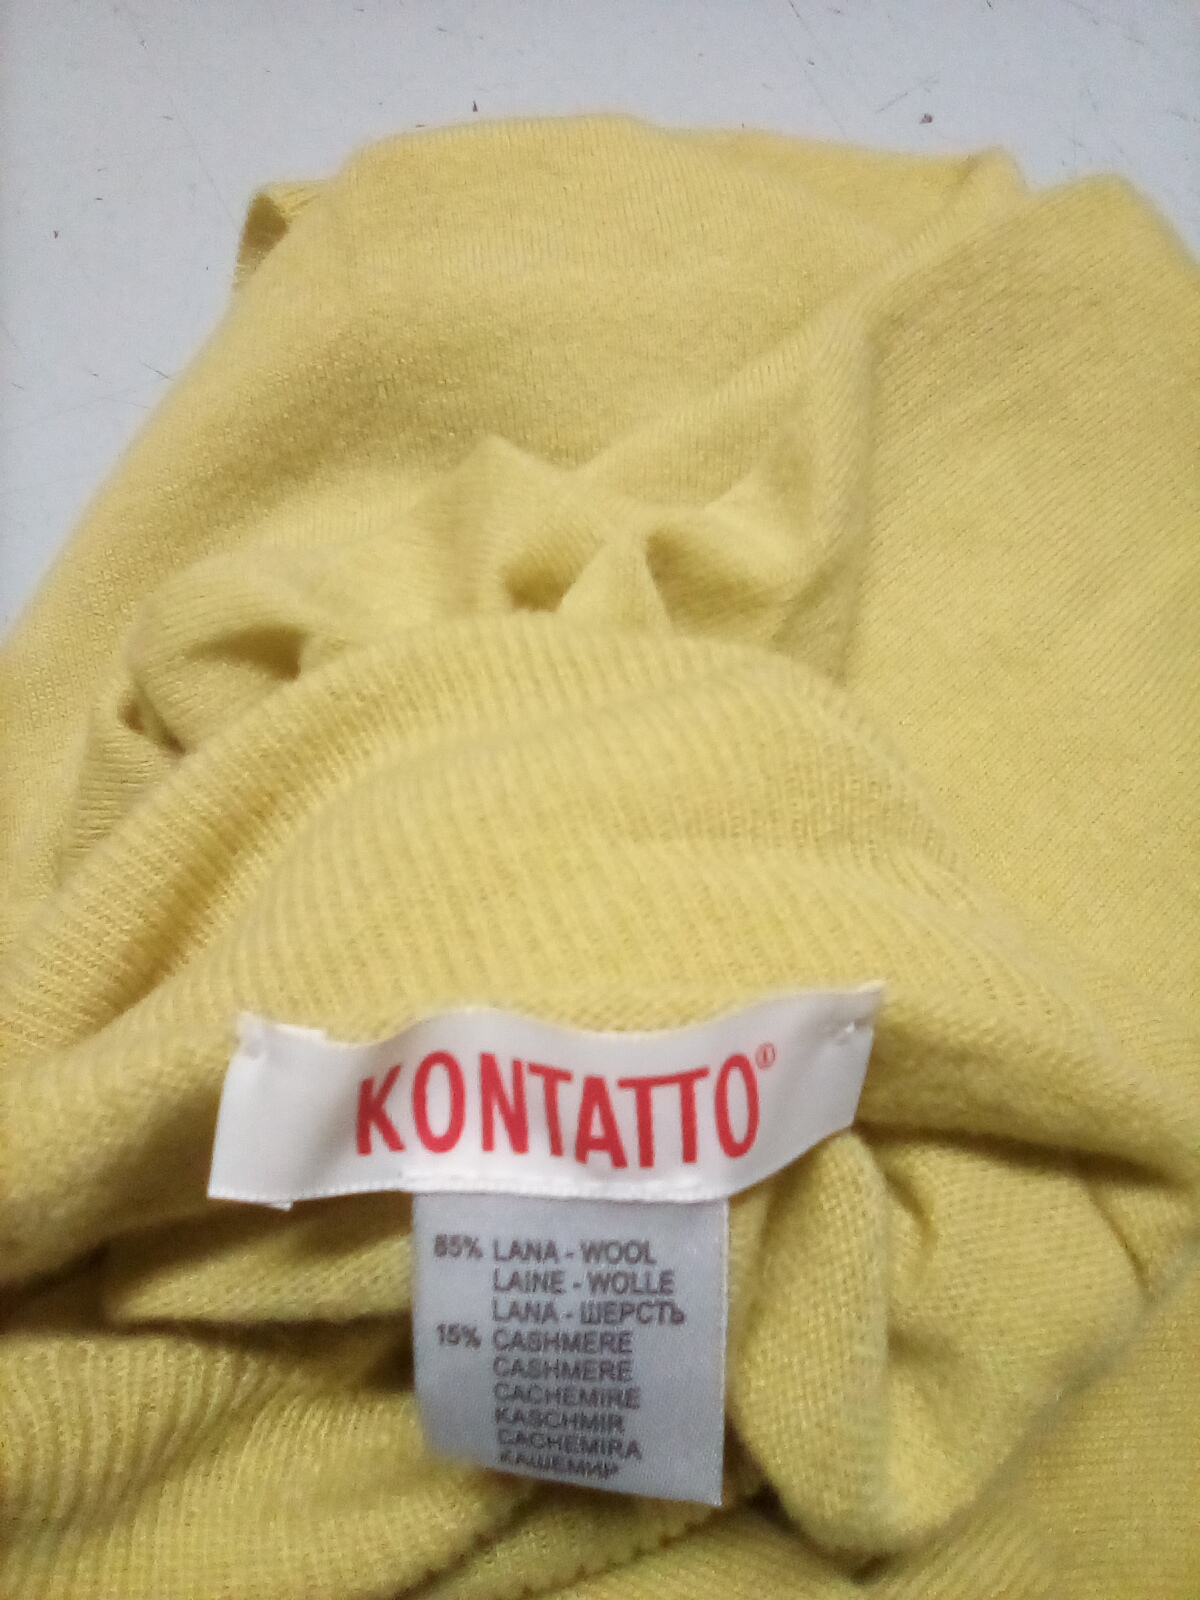 KONTATTO®
85% LANA - WOOL
LAINE - WOLLE
LANA - ШЕРСТЬ
15% CASHMERE
CASHMERE
CACHEMIRE
KASCHMIR
CACHEMIRA
КАШЕМИР